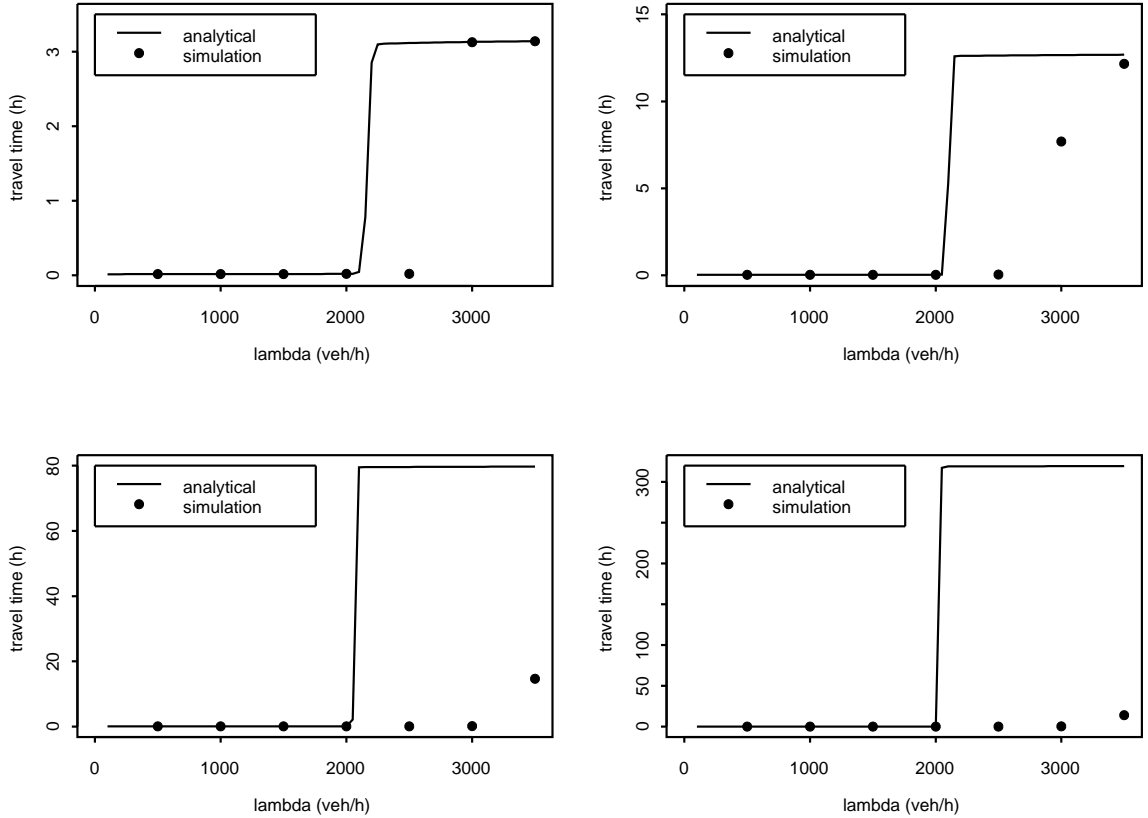 analytical
simulation
travel time (h)
0
1
2
3
0
1000
2000
3000
lambda (veh/h)
analytical
simulation
travel time (h)
0
5
10
15
0
1000
2000
3000
lambda (veh/h)
analytical
simulation
travel time (h)
0
20
40
60
80
0
1000
2000
3000
lambda (veh/h)
analytical
simulation
travel time (h)
0
50
100
200
300
0
1000
2000
3000
lambda (veh/h)